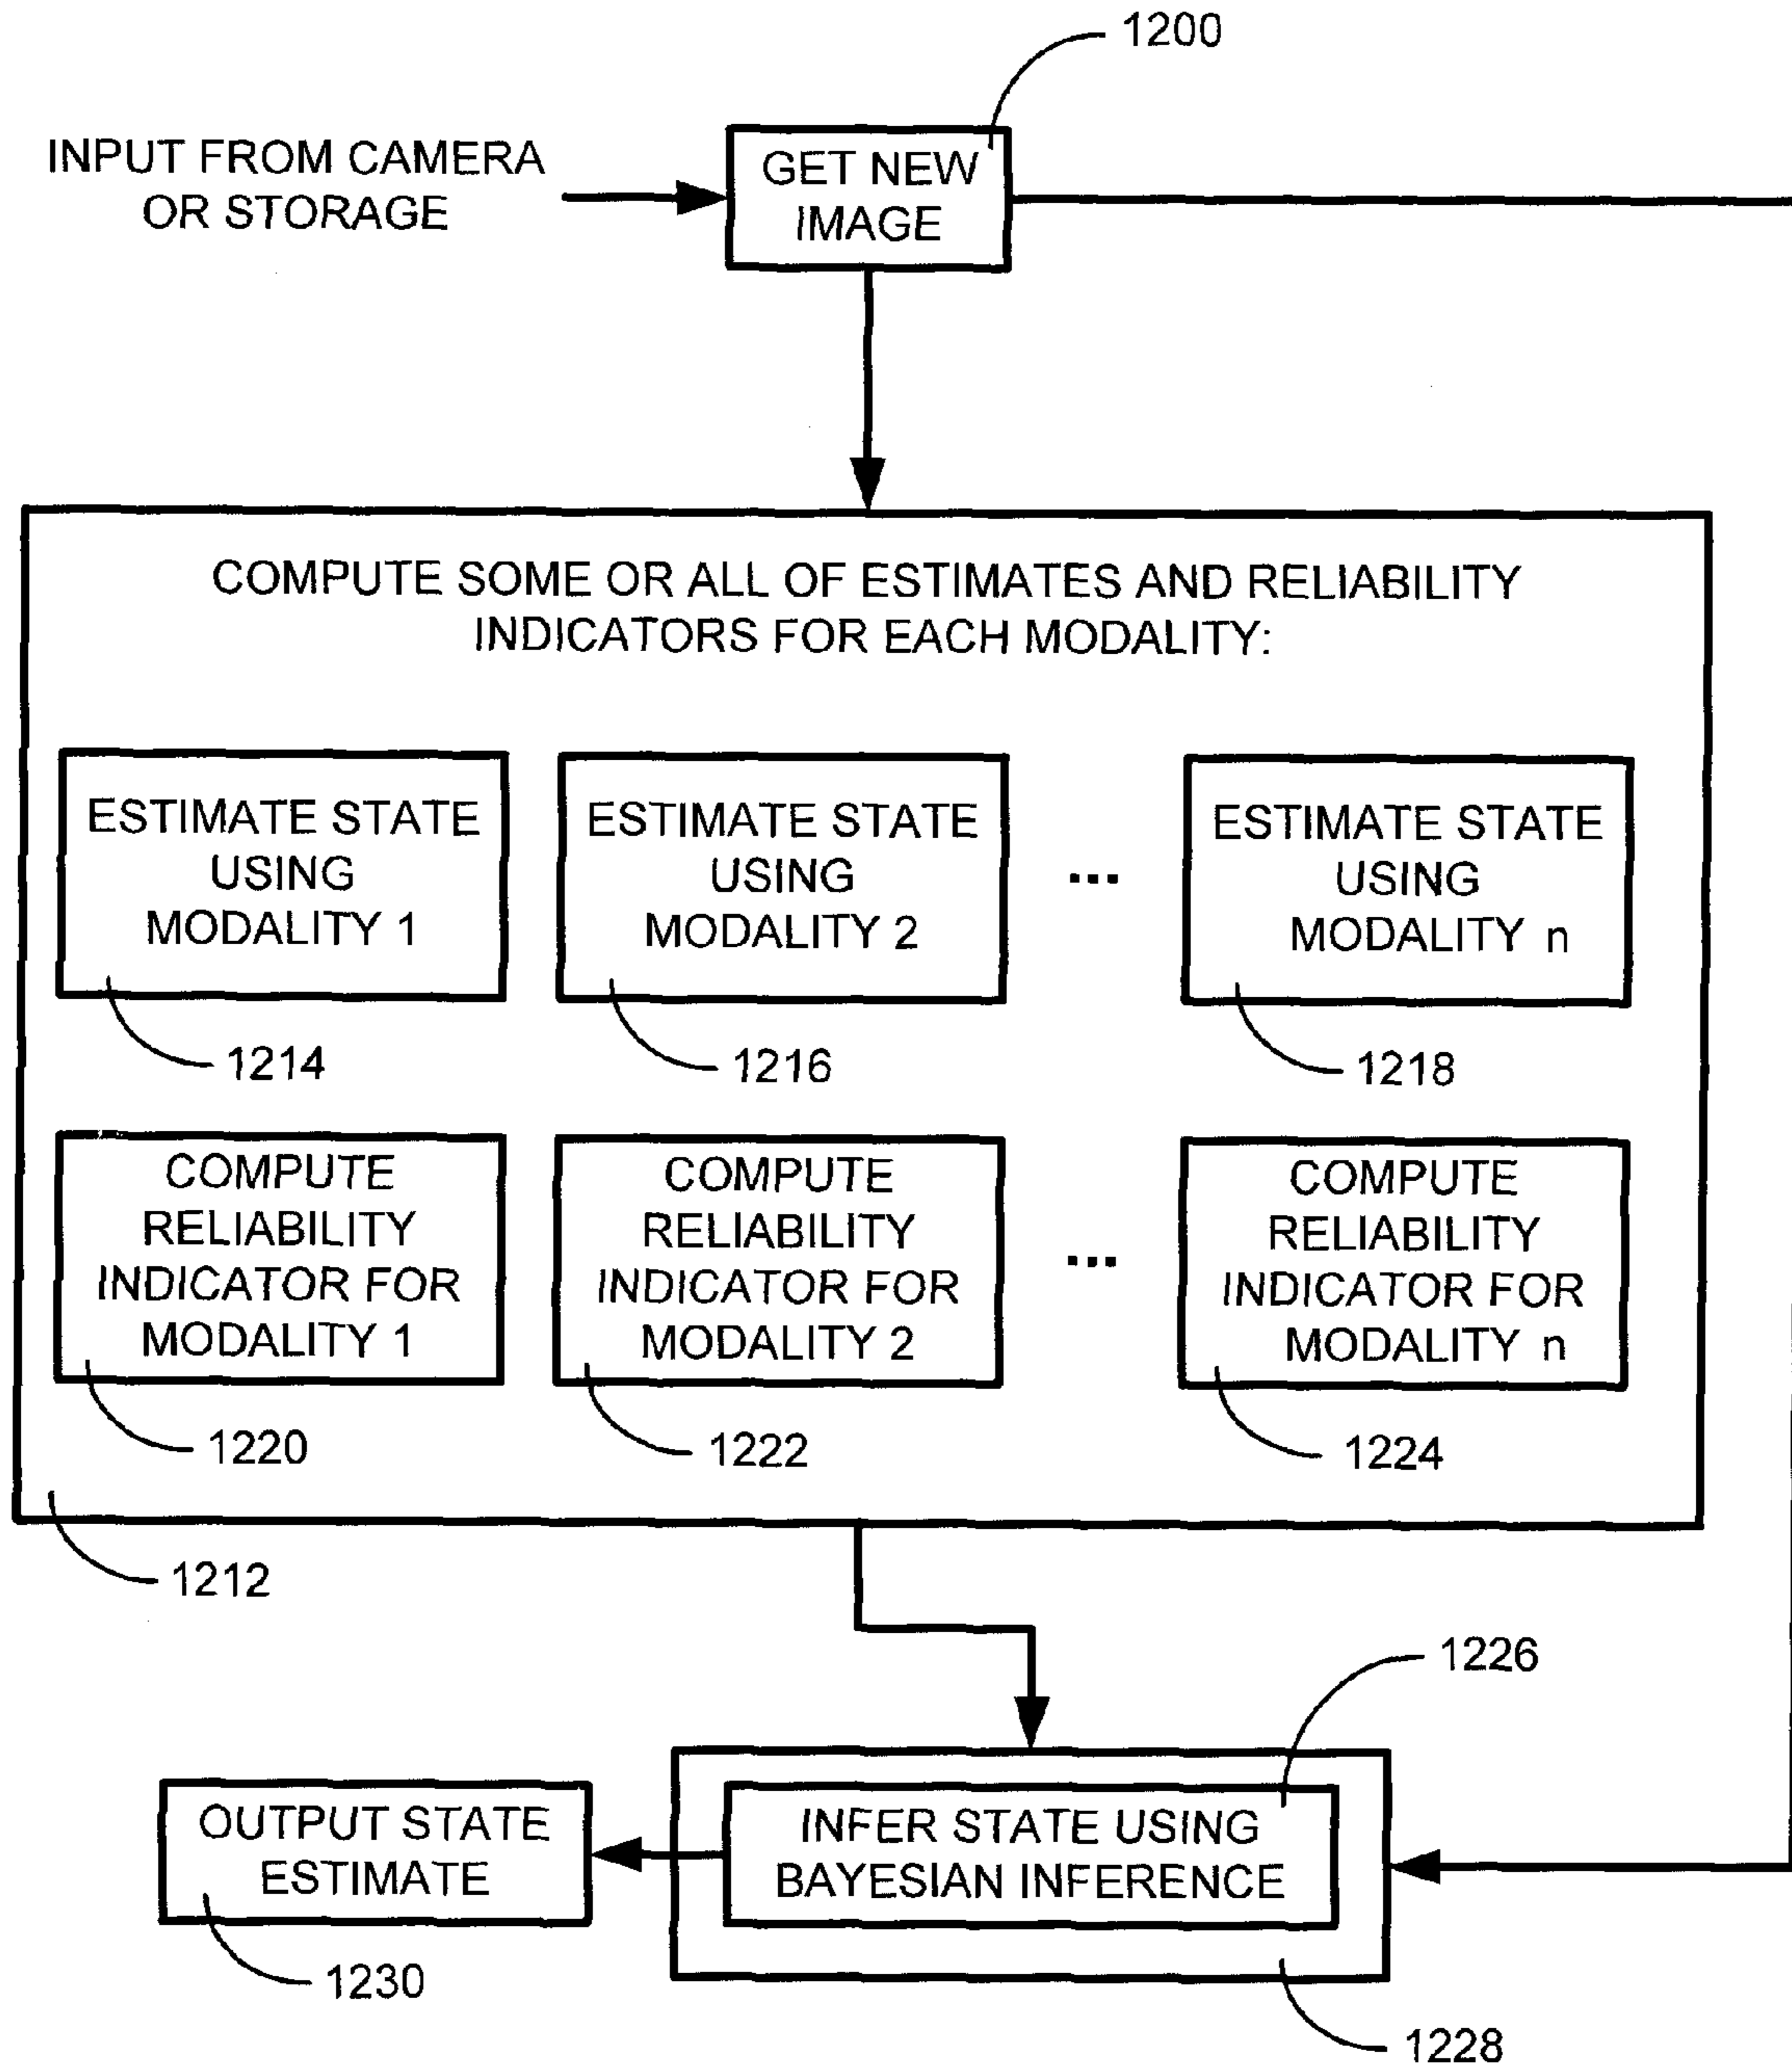 1200
INPUT FROM CAMERA
OR STORAGE
GET NEW
IMAGE
COMPUTE SOME OR ALL OF ESTIMATES AND RELIABILITY
INDICATORS FOR EACH MODALITY:
ESTIMATE STATE
USING
MODALITY 1
ESTIMATE STATE
USING
MODALITY 2
...
ESTIMATE STATE
USING
MODALITY n
1214
1216
1218
COMPUTE
RELIABILITY
INDICATOR FOR
MODALITY 1
COMPUTE
RELIABILITY
INDICATOR FOR
MODALITY 2
...
COMPUTE
RELIABILITY
INDICATOR FOR
MODALITY n
1220
1222
1224
1212
1226
OUTPUT STATE
ESTIMATE
INFER STATE USING
BAYESIAN INFERENCE
1230
1228